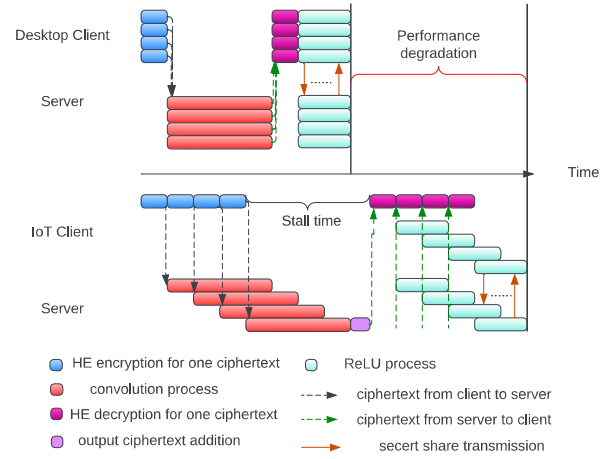 Desktop Client
Performance
degradation
Server
Time
Stall time
IoT Client
Server
HE encryption for one ciphertext
ReLU process
convolution process
ciphertext from client to server
HE decryption for one ciphertext
ciphertext from server to client
output ciphertext addition
secert share transmission